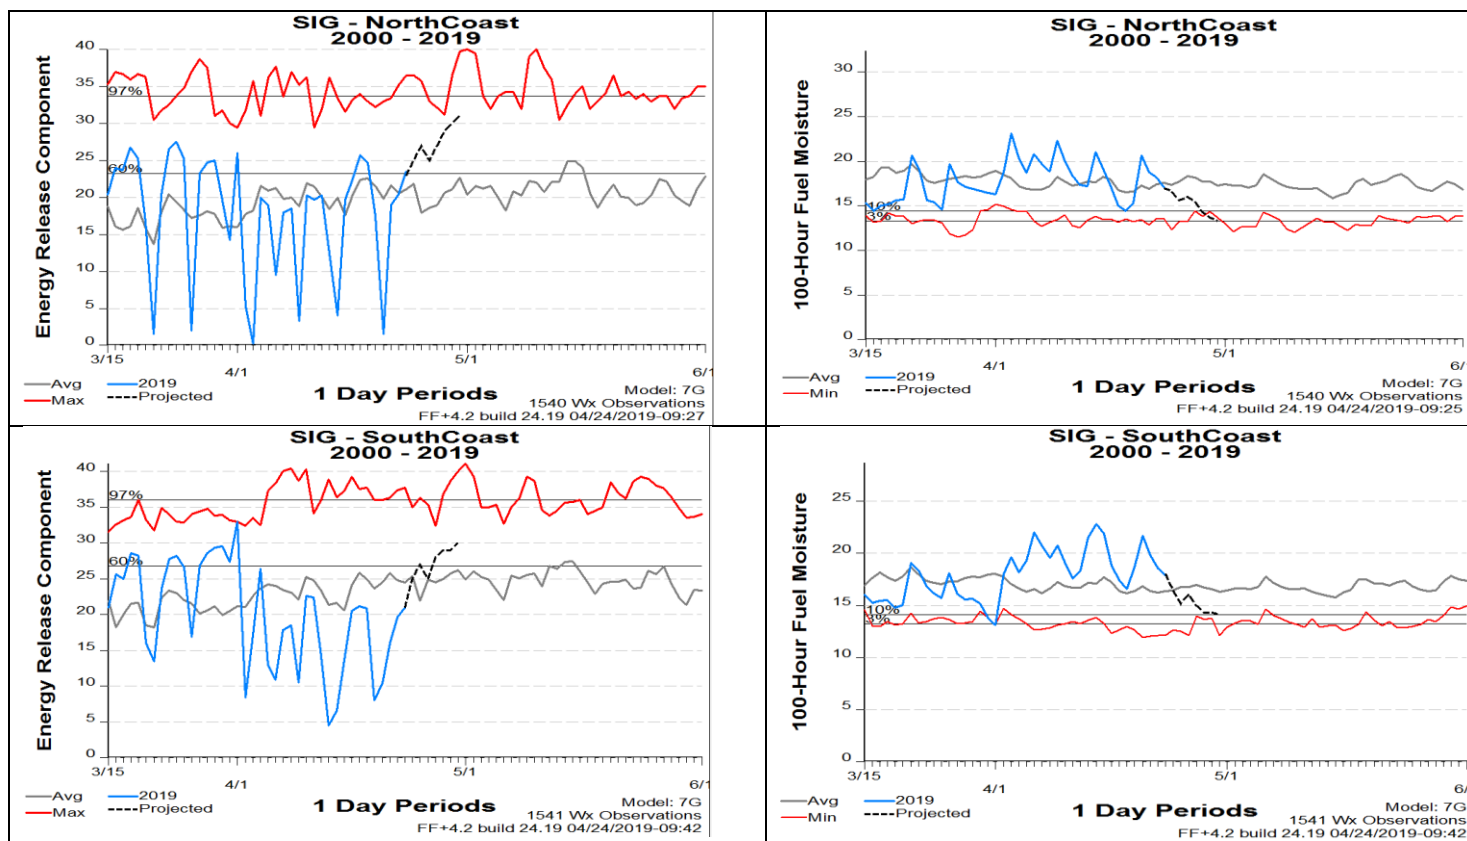 SIG - NorthCoast
2000 - 2019
Energy Release Component
40
35
30
25
20
15
10
5
0
97%
60%
3/15
4/1
5/1
6/1
Avg
2019
Max
Projected
1 Day Periods
Model: 7G
1540 Wx Observations
FF+4.2 build 24.19 04/24/2019-09:27
SIG - NorthCoast
2000 - 2019
100-Hour Fuel Moisture
30
25
20
15
10
5
0
10%
3%
3/15
4/1
5/1
6/1
Avg
2019
Min
Projected
1 Day Periods
Model: 7G
1540 Wx Observations
FF+4.2 build 24.19 04/24/2019-09:25
SIG - SouthCoast
2000 - 2019
Energy Release Component
40
35
30
25
20
15
10
5
0
97%
60%
3/15
4/1
5/1
6/1
Avg
2019
Max
Projected
1 Day Periods
Model: 7G
1541 Wx Observations
FF+4.2 build 24.19 04/24/2019-09:42
SIG - SouthCoast
2000 - 2019
100-Hour Fuel Moisture
25
20
15
10
5
0
10%
3%
3/15
4/1
5/1
6/
Avg
2019
Min
Projected
1 Day Periods
Model: 7G
1541 Wx Observations
FF+4.2 build 24.19 04/24/2019-09:42